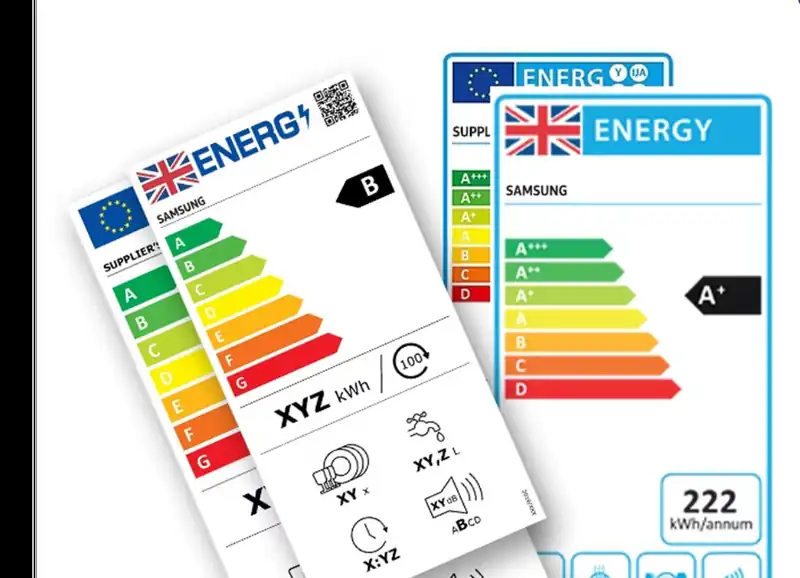 ENERG
SAMSUNG
B
A
B
C
D
E
F
G
XYZ kWh / 100
XY x
XY,Z L
X:YZ
XY dB
ABCD
SUPPLIER'S
A
B
C
D
E
F
G
X
ENERG Y IJA
SUPPL
A+++
A++
A+
A
B
C
D
ENERGY
SAMSUNG
A+++
A++
A+
A
B
C
D
A+
222
kWh/annum